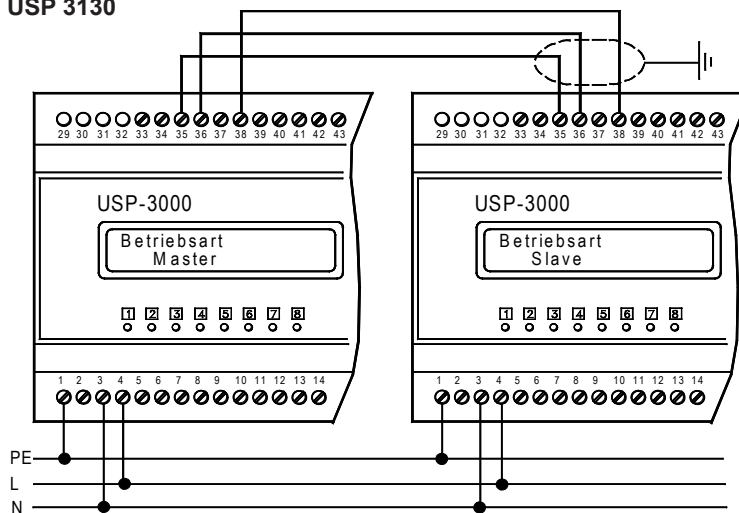 USP 3130
29 30 31 32 33 34 35 36 37 38 39 40 41 42 43
29 30 31 32 33 34 35 36 37 38 39 40 41 42 43
USP-3000
USP-3000
Betriebsart
Master
Betriebsart
Slave
1 2 3 4 5 6 7 8
1 2 3 4 5 6 7 8
1 2 3 4 5 6 7 8 9 10 11 12 13 14
1 2 3 4 5 6 7 8 9 10 11 12 13 14
PE
L
N